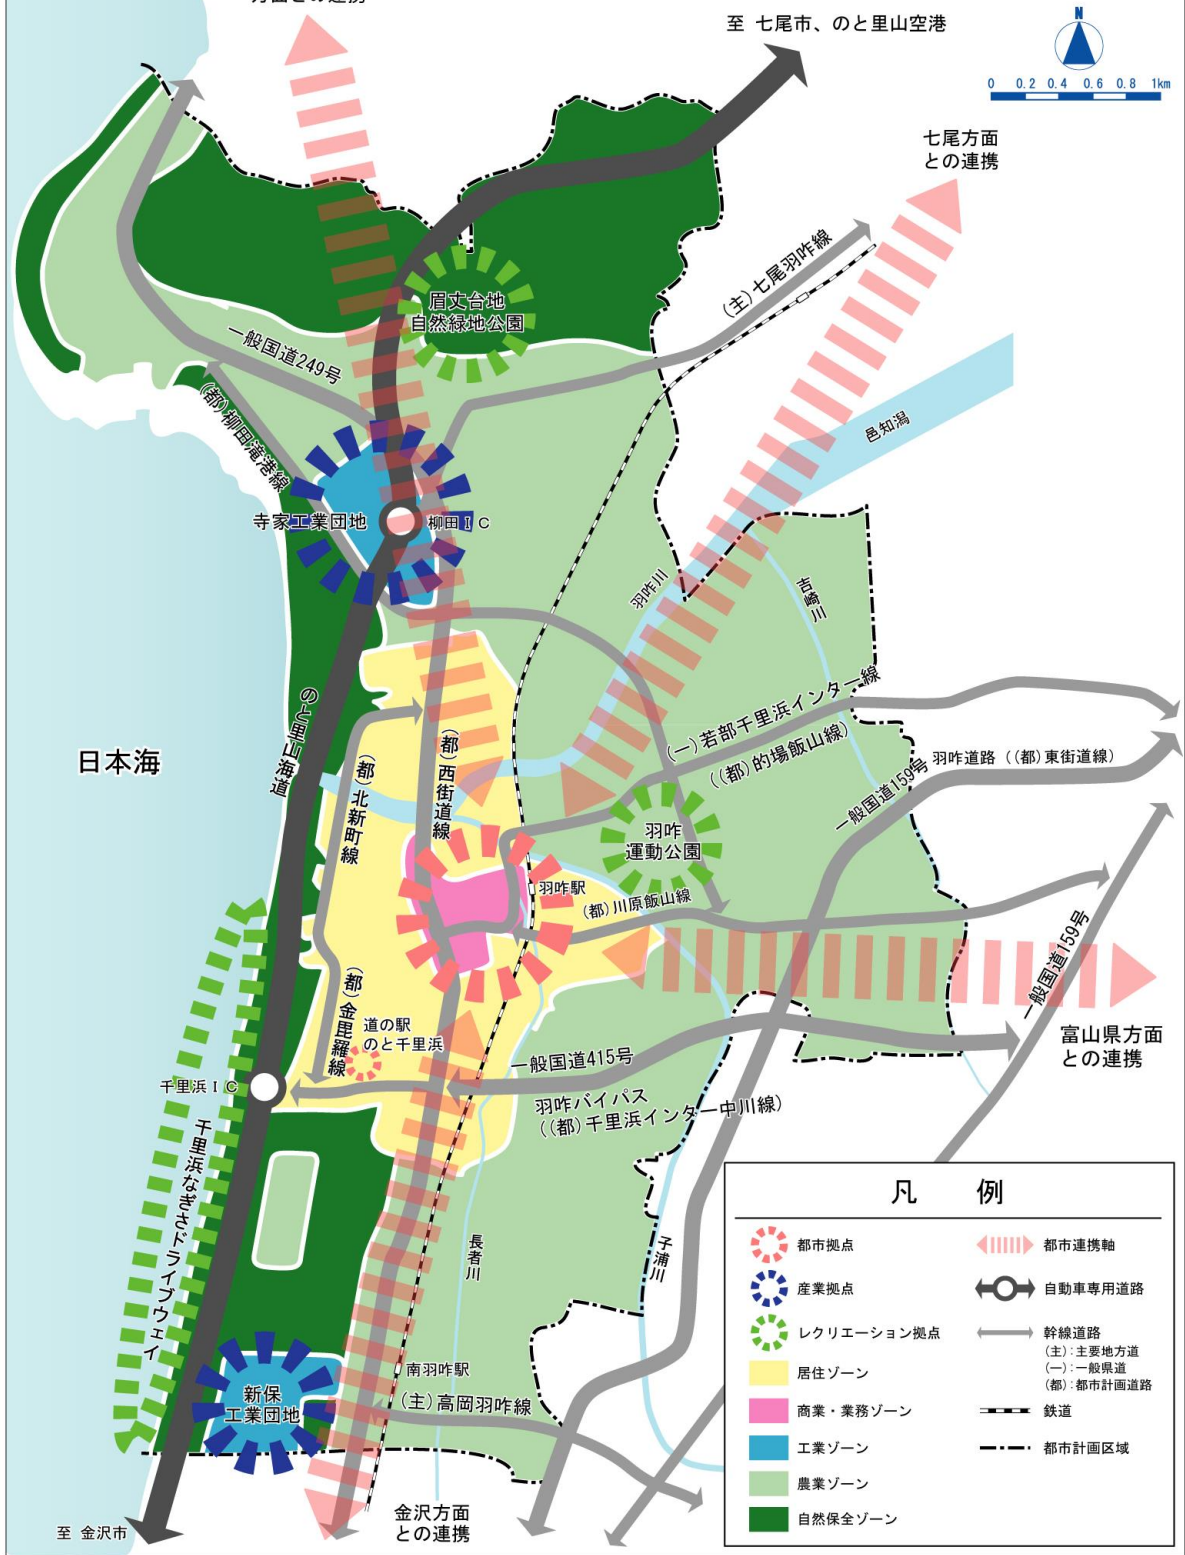 至 七尾市、のと里山空港
N
0 0.2 0.4 0.6 0.8 1km
七尾方面
との連携
(主)七尾羽咋線
眉丈台地
自然緑地公園
一般国道249号
(都)柳田滝港線
邑知潟
寺家工業団地
柳田IC
羽咋川
吉崎川
のと里山海道
日本海
(都)北新町線
(都)西街道線
(一)若部千里浜インター線
((都)的場飯山線)
羽咋道路((都)東街道線)
一般国道159号
羽咋
運動公園
羽咋駅
(都)川原飯山線
一般国道159号
(都)金毘羅線
道の駅
のと千里浜
富山県方面
との連携
千里浜IC
一般国道415号
羽咋バイパス
((都)千里浜インター中川線)
千里浜なぎさドライブウェイ
長者川
子浦川
南羽咋駅
(主)高岡羽咋線
新保
工業団地
金沢方面
との連携
至 金沢市
凡 例
都市拠点
産業拠点
レクリエーション拠点
居住ゾーン
商業・業務ゾーン
工業ゾーン
農業ゾーン
自然保全ゾーン
都市連携軸
自動車専用道路
幹線道路
(主):主要地方道
(一):一般県道
(都):都市計画道路
鉄道
都市計画区域